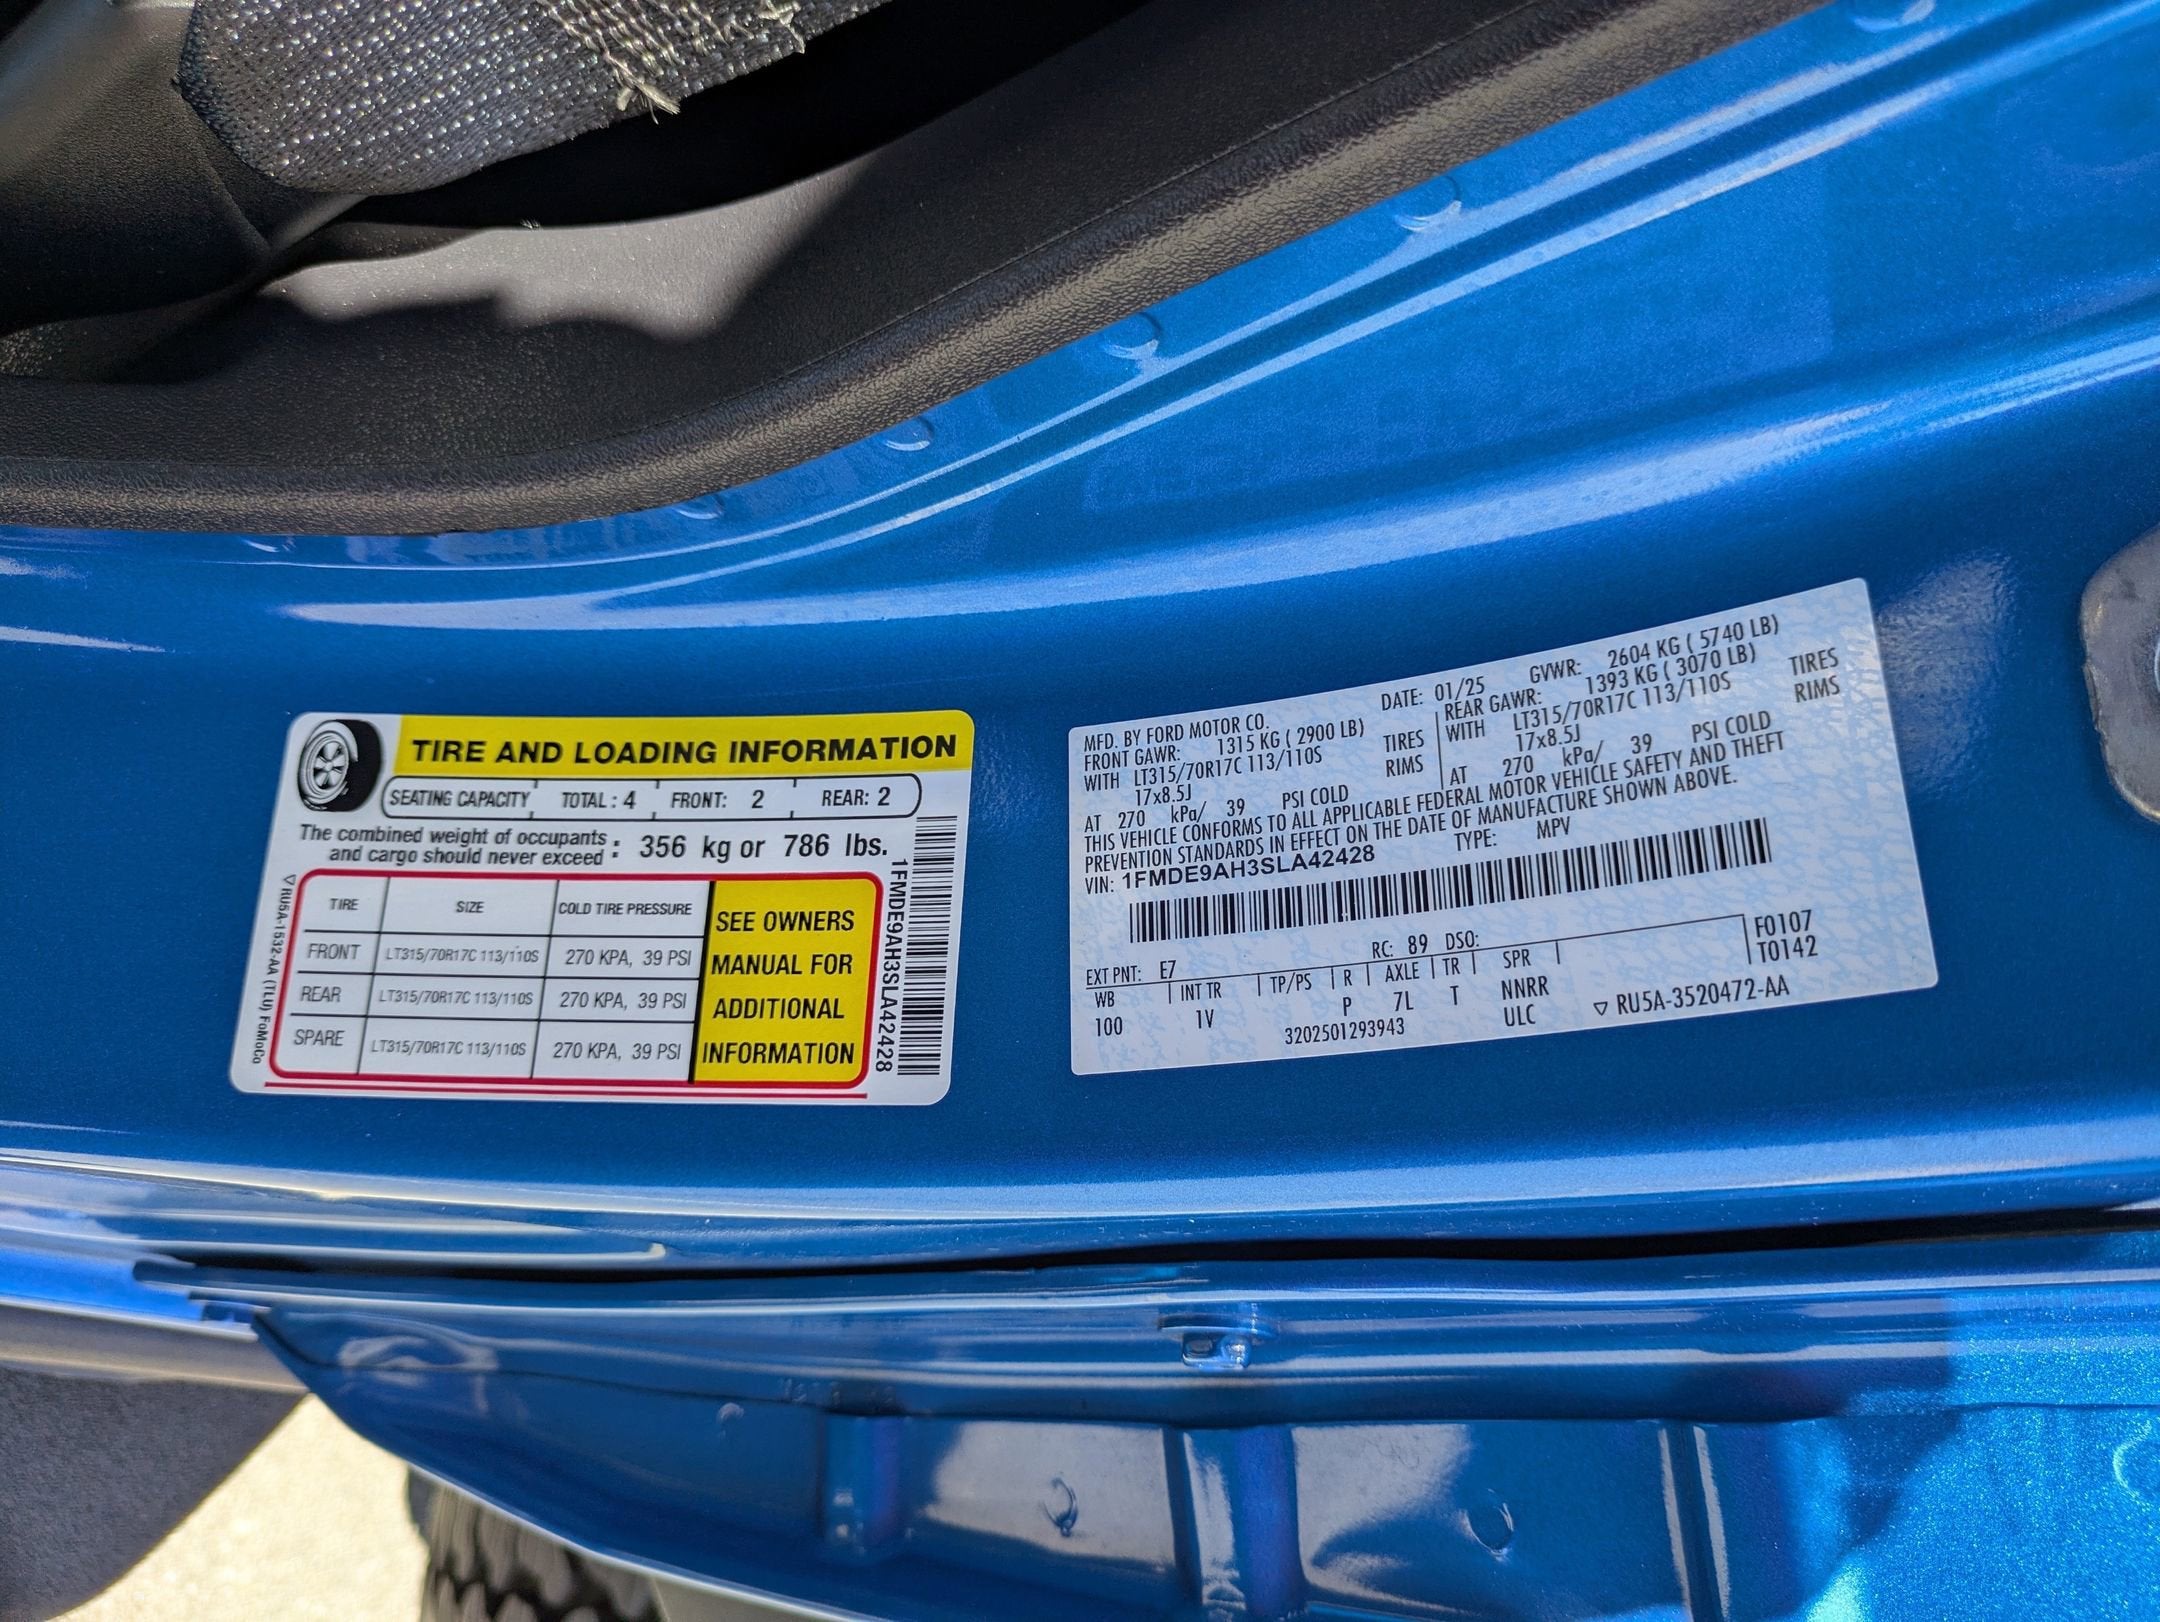 TIRE AND LOADING INFORMATION
SEATING CAPACITY TOTAL: 4 FRONT: 2 REAR: 2
The combined weight of occupants
and cargo should never exceed : 356 kg or 786 lbs.
TIRE SIZE COLD TIRE PRESSURE
FRONT LT315/70R17C 113/110S 270 KPA, 39 PSI
REAR LT315/70R17C 113/110S 270 KPA, 39 PSI
SPARE LT315/70R17C 113/110S 270 KPA, 39 PSI
SEE OWNERS
MANUAL FOR
ADDITIONAL
INFORMATION
1FMDE9AH3SLA42428
RU5A-1532-AA (TLU) FoMoCo
MFD. BY FORD MOTOR CO. DATE: 01/25 GVWR: 2604 KG ( 5740 LB)
FRONT GAWR: 1315 KG ( 2900 LB) REAR GAWR: 1393 KG ( 3070 LB)
WITH LT315/70R17C 113/110S TIRES WITH LT315/70R17C 113/110S TIRES
17x8.5J RIMS 17x8.5J RIMS
AT 270 kPa/ 39 PSI COLD AT 270 kPa/ 39 PSI COLD
THIS VEHICLE CONFORMS TO ALL APPLICABLE FEDERAL MOTOR VEHICLE SAFETY AND THEFT
PREVENTION STANDARDS IN EFFECT ON THE DATE OF MANUFACTURE SHOWN ABOVE.
VIN: 1FMDE9AH3SLA42428 TYPE: MPV
F0107
T0142
EXT PNT: E7 RC: 89 DSO:
WB INT TR TP/PS R AXLE TR SPR
100 1V P 7L T NNRR
3202501293943 ULC RU5A-3520472-AA